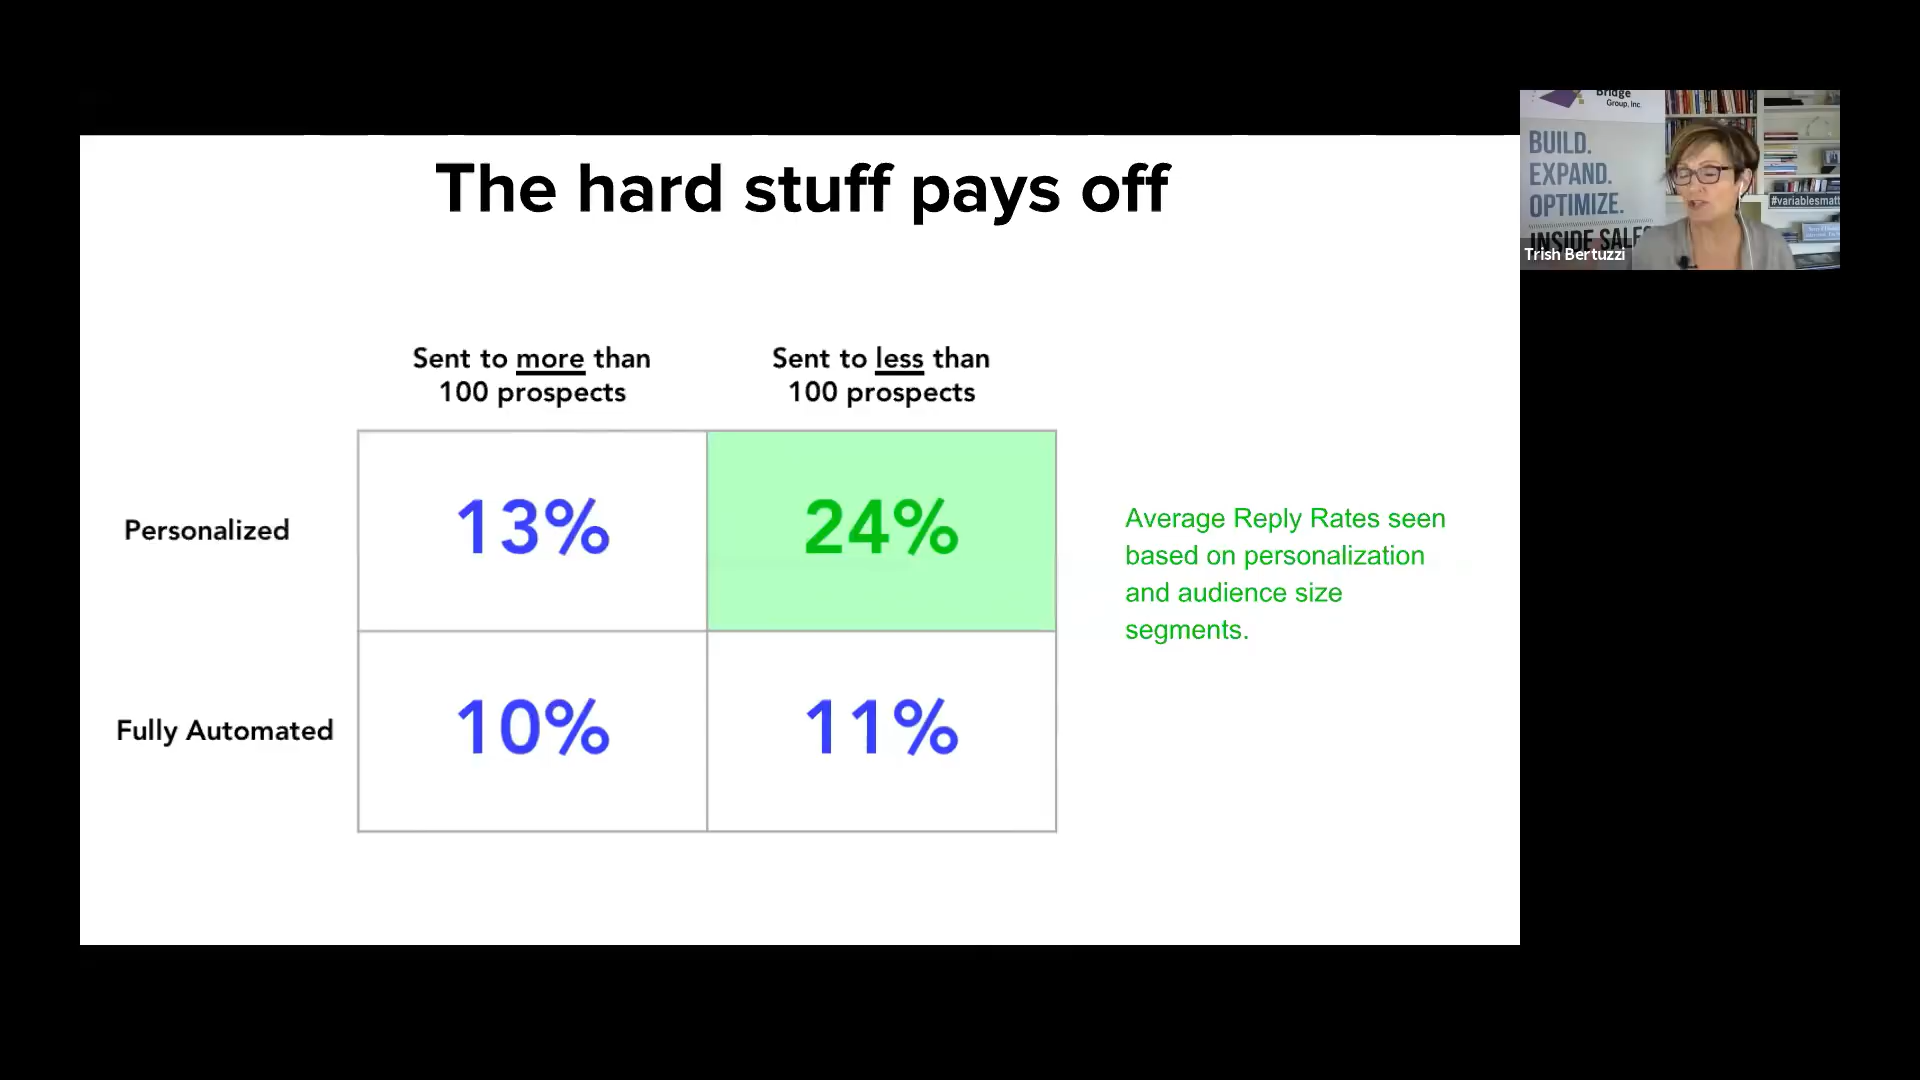 The hard stuff pays off
Sent to more than
100 prospects
Sent to less than
100 prospects
Personalized
13%
24%
Fully Automated
10%
11%
Average Reply Rates seen
based on personalization
and audience size
segments.
Bridge
Group, Inc.
BUILD.
EXPAND.
OPTIMIZE.
INSIDE SALES
#variablesmatt
Trish Bertuzzi